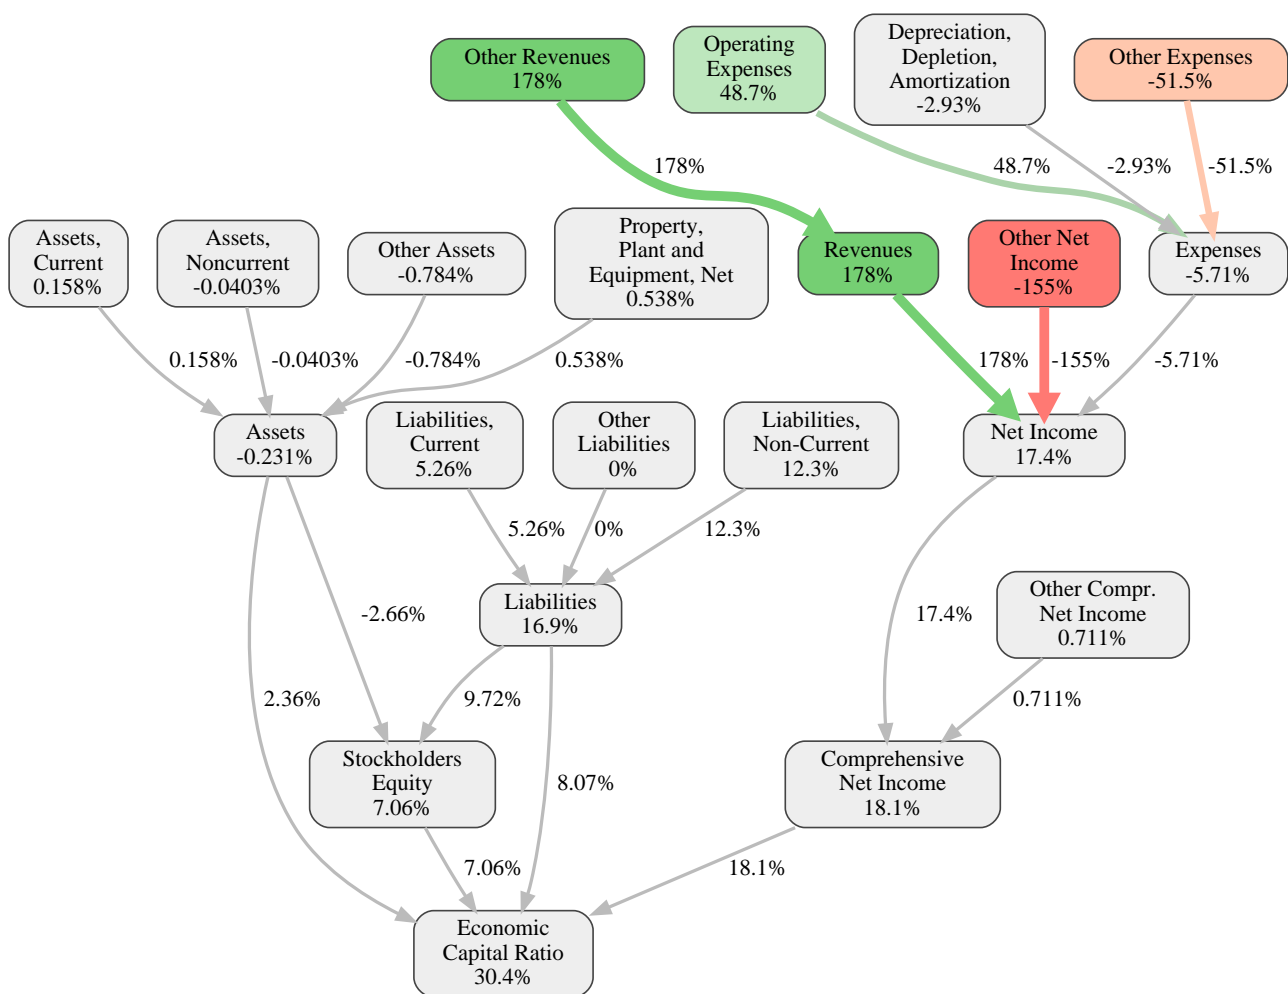 Other Revenues
178%
Operating
Expenses
48.7%
Depreciation,
Depletion,
Amortization
-2.93%
Other Expenses
-51.5%
178%
48.7%
-2.93%
-51.5%
Assets,
Current
0.158%
Assets,
Noncurrent
-0.0403%
Other Assets
-0.784%
Property,
Plant and
Equipment, Net
0.538%
Revenues
178%
Other Net
Income
-155%
Expenses
-5.71%
0.158%
-0.0403%
-0.784%
0.538%
178%
-155%
-5.71%
Assets
-0.231%
Liabilities,
Current
5.26%
Other
Liabilities
0%
Liabilities,
Non-Current
12.3%
Net Income
17.4%
5.26%
0%
12.3%
-2.66%
Liabilities
16.9%
17.4%
Other Compr.
Net Income
0.711%
2.36%
9.72%
0.711%
Stockholders
Equity
7.06%
8.07%
Comprehensive
Net Income
18.1%
7.06%
18.1%
Economic
Capital Ratio
30.4%